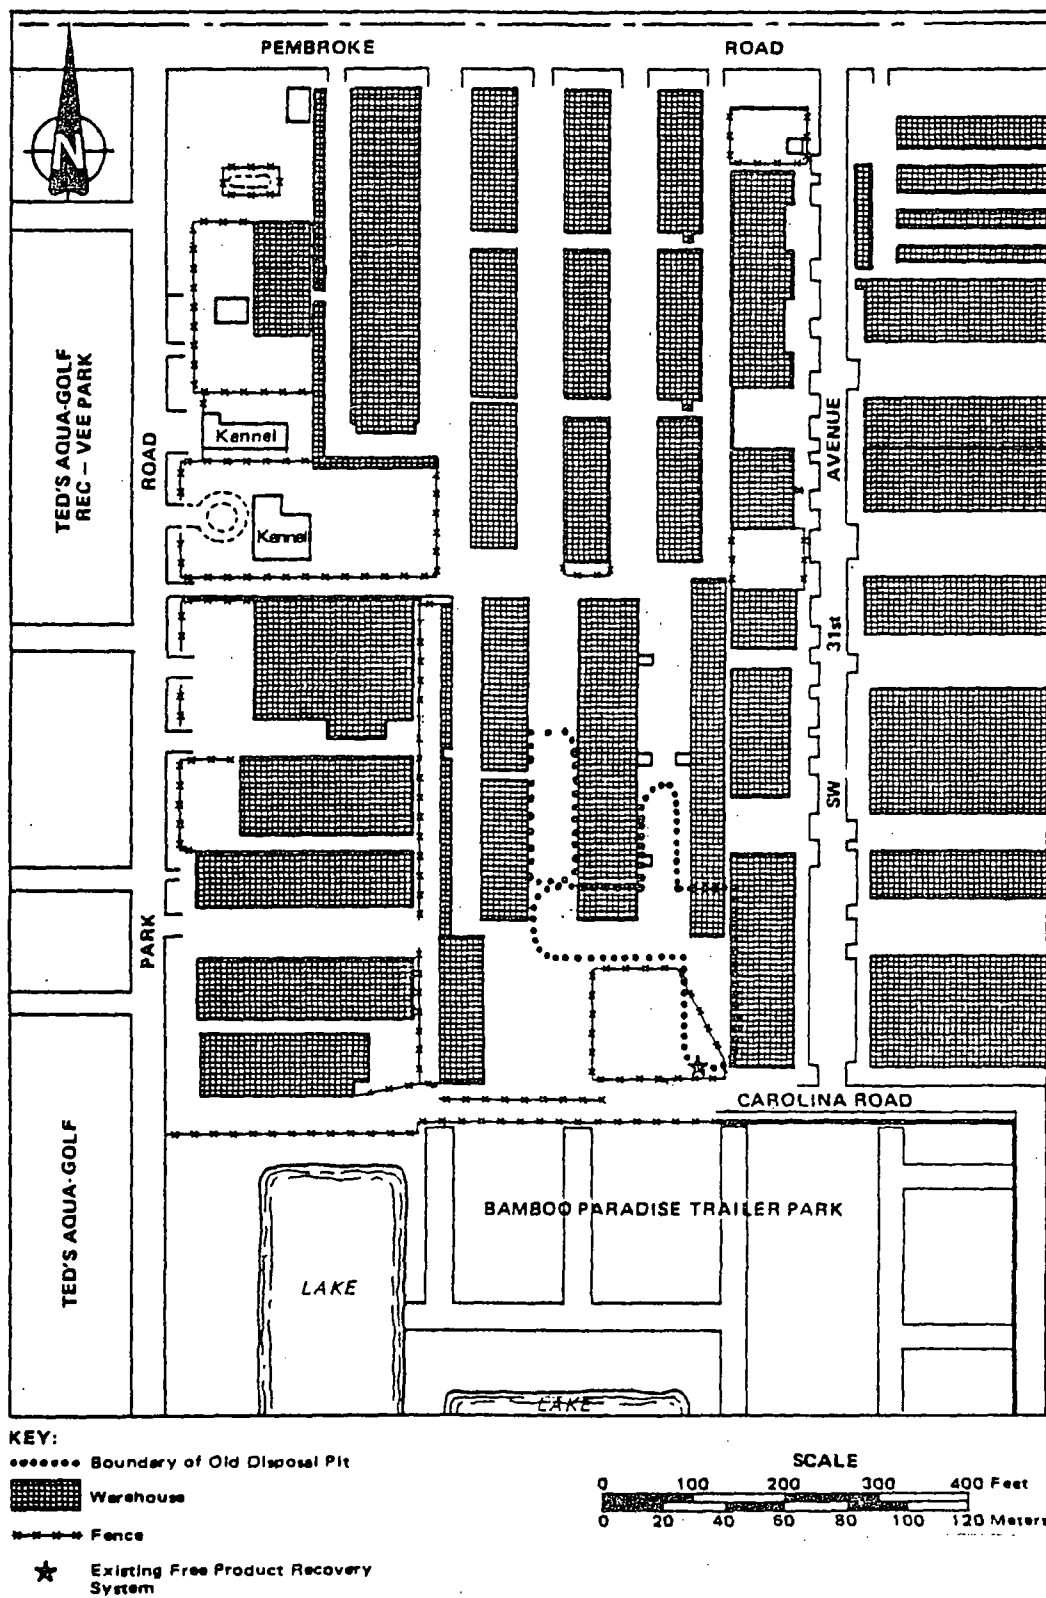 PEMBROKE ROAD
N
TED'S AQUA-GOLF
REC - VEE PARK
ROAD
Kennel
Kennel
AVENUE
31st
SW
PARK
CAROLINA ROAD
TED'S AQUA-GOLF
BAMBOO PARADISE TRAILER PARK
LAKE
LAKE
KEY:
Boundary of Old Disposal Pit
Warehouse
Fence
Existing Free Product Recovery
System
SCALE
0 100 200 300 400 Feet
0 20 40 60 80 100 120 Meters